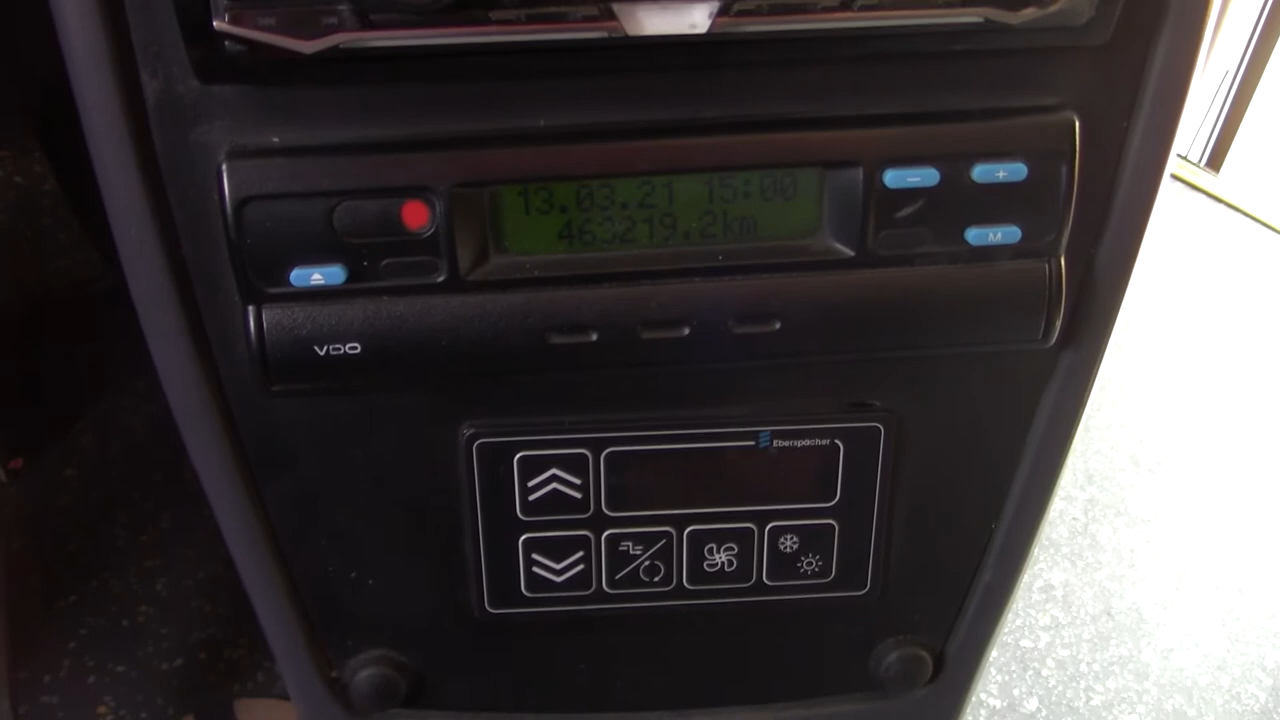 − +
13.03.21 15:00
463219.2km
M
VDO
Eberspächer